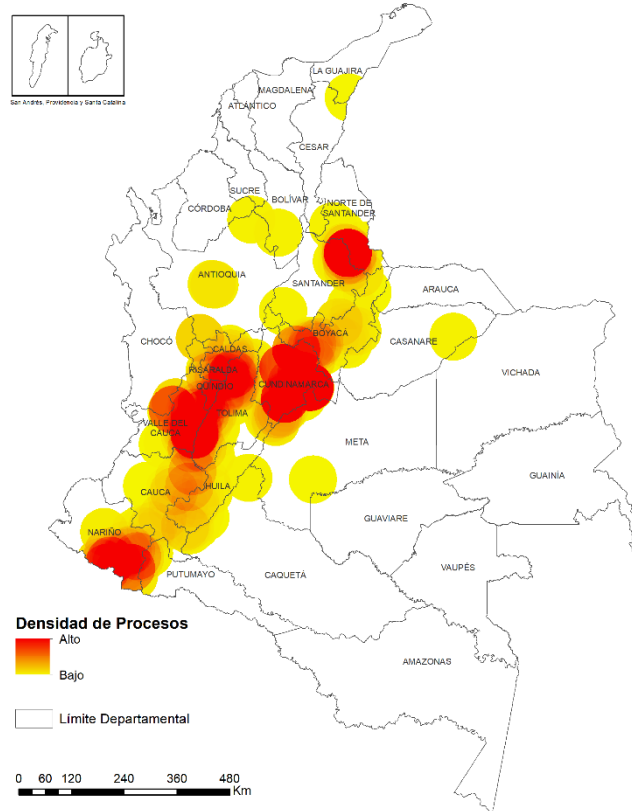 San Andrés, Providencia y Santa Catalina
LA GUAJIRA
MAGDALENA
ATLÁNTICO
CESAR
SUCRE
BOLÍVAR
NORTE DE
SANTANDER
CÓRDOBA
ANTIOQUIA
SANTANDER
ARAUCA
CHOCÓ
BOYACÁ
CASANARE
CALDAS
VICHADA
RISARALDA
QUINDÍO
CUNDINAMARCA
TOLIMA
VALLE DEL
CAUCA
META
GUAINÍA
CAUCA
HUILA
GUAVIARE
NARIÑO
VAUPÉS
PUTUMAYO
CAQUETÁ
AMAZONAS
Densidad de Procesos
Alto
Bajo
Límite Departamental
0 60 120 240 360 480
Km